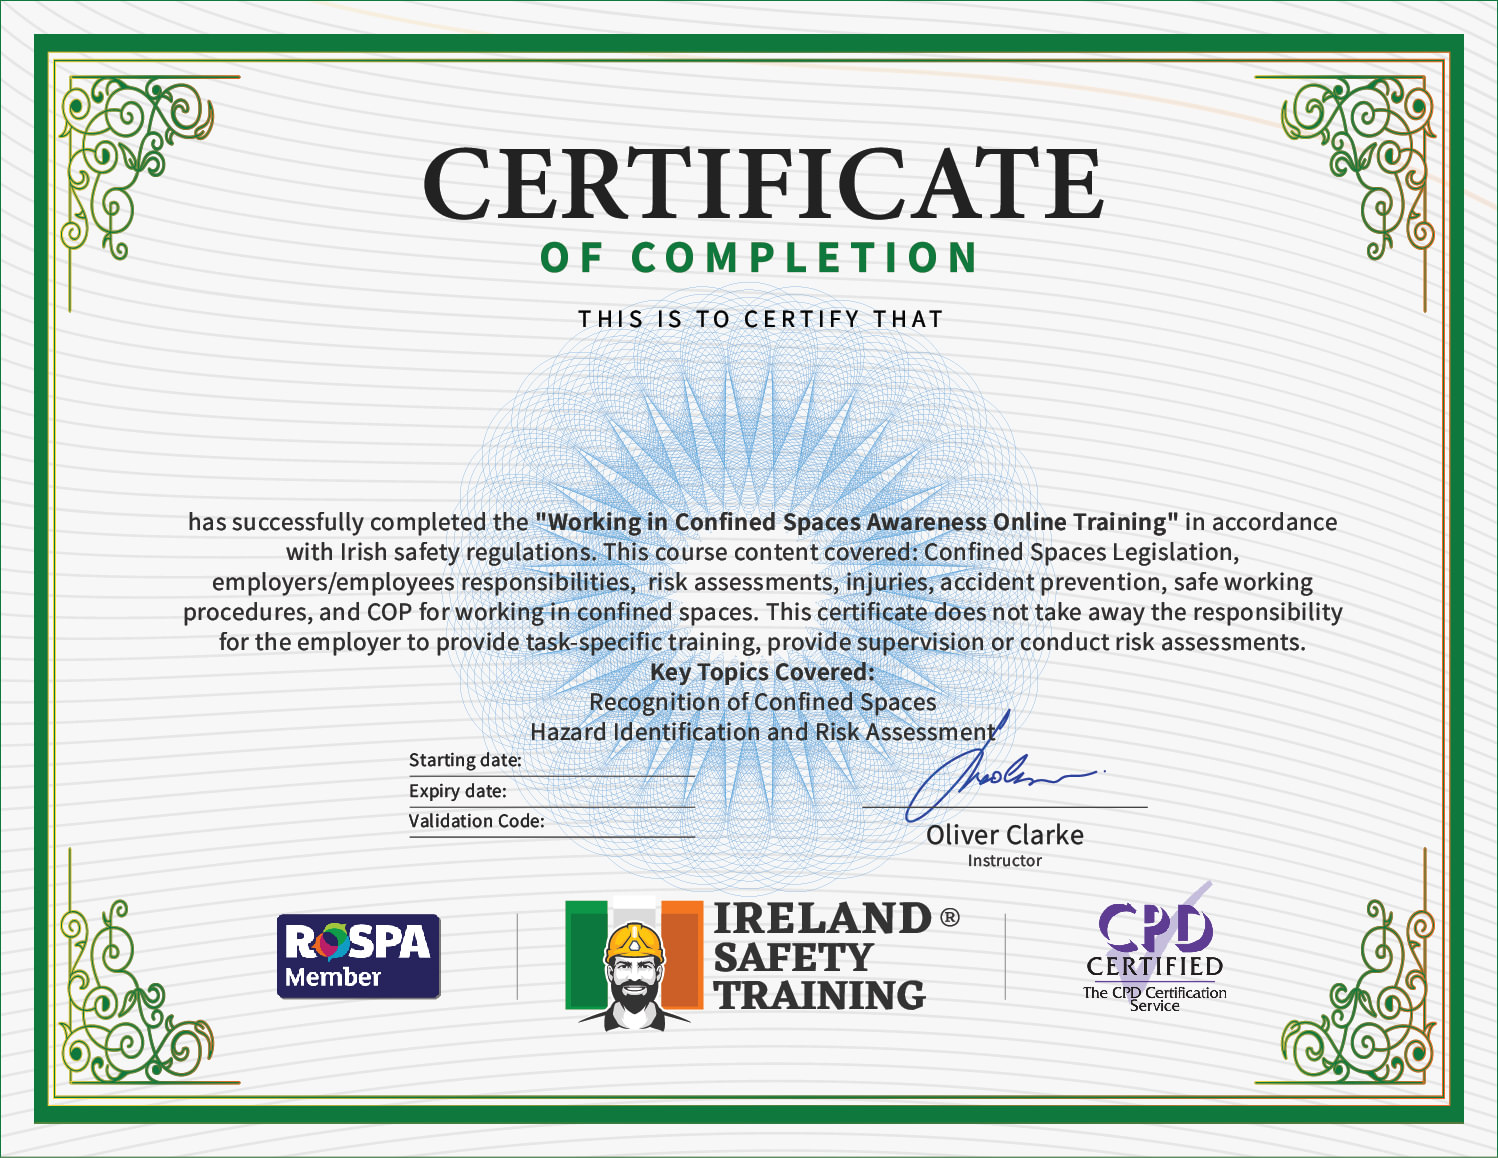 CERTIFICATE
OF COMPLETION
THIS IS TO CERTIFY THAT
has successfully completed the "Working in Confined Spaces Awareness Online Training" in accordance
with Irish safety regulations. This course content covered: Confined Spaces Legislation,
employers/employees responsibilities, risk assessments, injuries, accident prevention, safe working
procedures, and COP for working in confined spaces. This certificate does not take away the responsibility
for the employer to provide task-specific training, provide supervision or conduct risk assessments.
Key Topics Covered:
Recognition of Confined Spaces
Hazard Identification and Risk Assessment
Starting date:
Expiry date:
Validation Code:
Oliver Clarke
Instructor
RoSPA
Member
IRELAND ®
SAFETY
TRAINING
CPD
CERTIFIED
The CPD Certification
Service